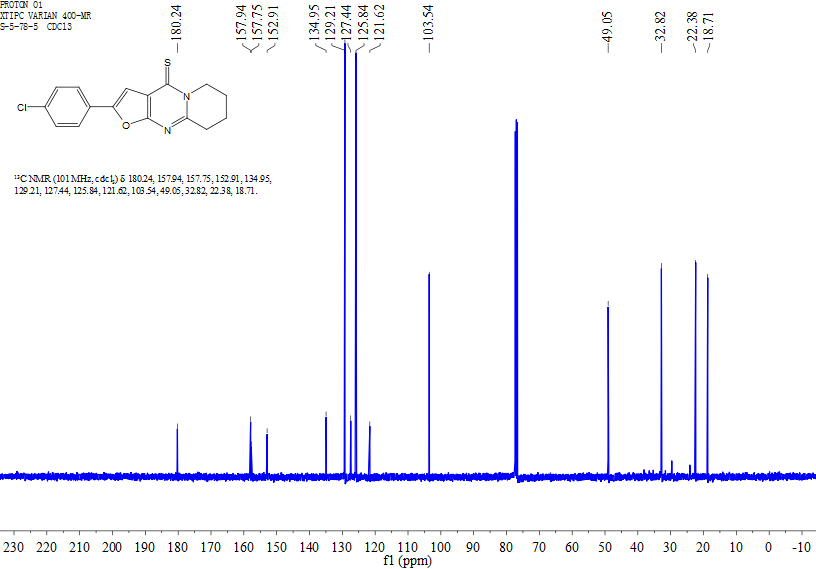 PROTON 01
XTIPC VARIAN 400-MR
S-5-78-5 CDCl3
180.24
157.94
157.75
152.91
134.95
129.21
127.44
125.84
121.62
103.54
49.05
32.82
22.38
18.71
S
N
Cl
O
N
¹³C NMR (101 MHz, cdcl₃) δ 180.24, 157.94, 157.75, 152.91, 134.95,
129.21, 127.44, 125.84, 121.62, 103.54, 49.05, 32.82, 22.38, 18.71.
230 220 210 200 190 180 170 160 150 140 130 120 110 100 90 80 70 60 50 40 30 20 10 0 -10
f1 (ppm)